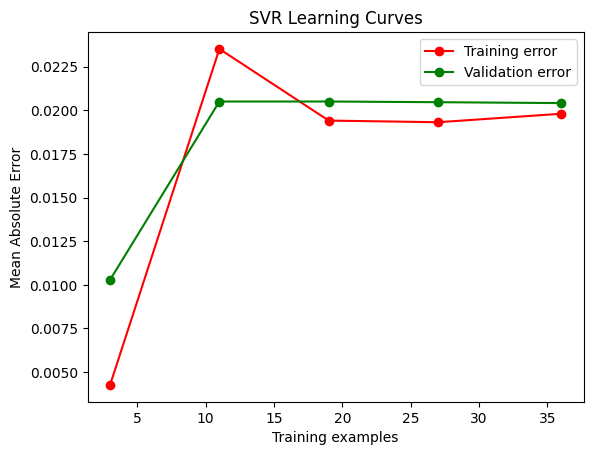 SVR Learning Curves
Training error
Validation error
0.0225
0.0200
0.0175
0.0150
0.0125
0.0100
0.0075
0.0050
Mean Absolute Error
5 10 15 20 25 30 35
Training examples